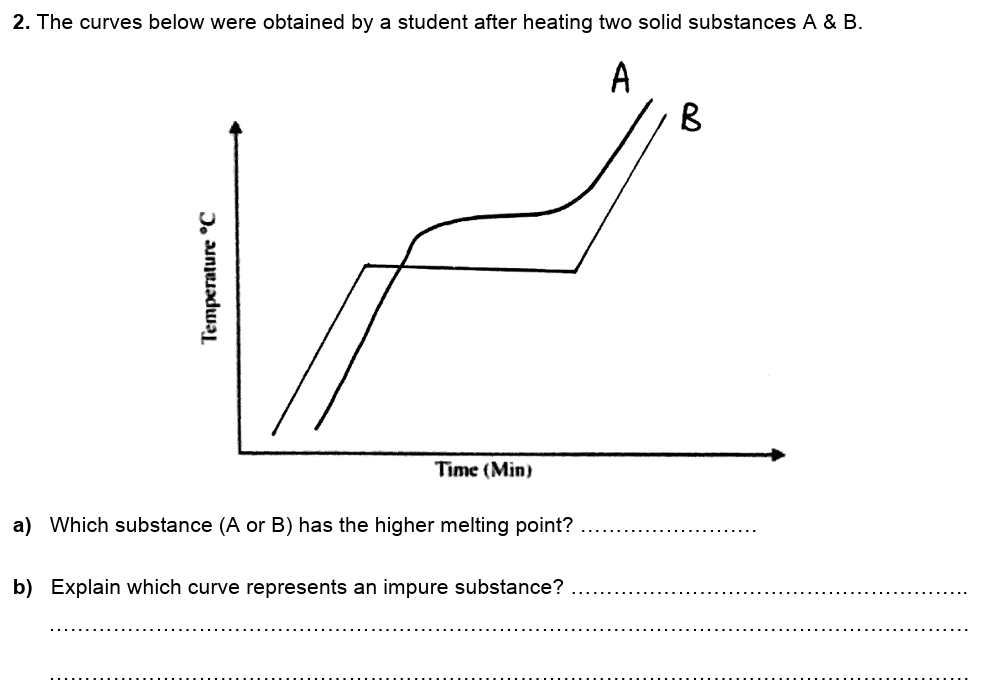 2. The curves below were obtained by a student after heating two solid substances A & B.
A
B
Temperature °C
Time (Min)
a) Which substance (A or B) has the higher melting point? .........................
b) Explain which curve represents an impure substance? ........................................................
..............................................................................................................................
..............................................................................................................................